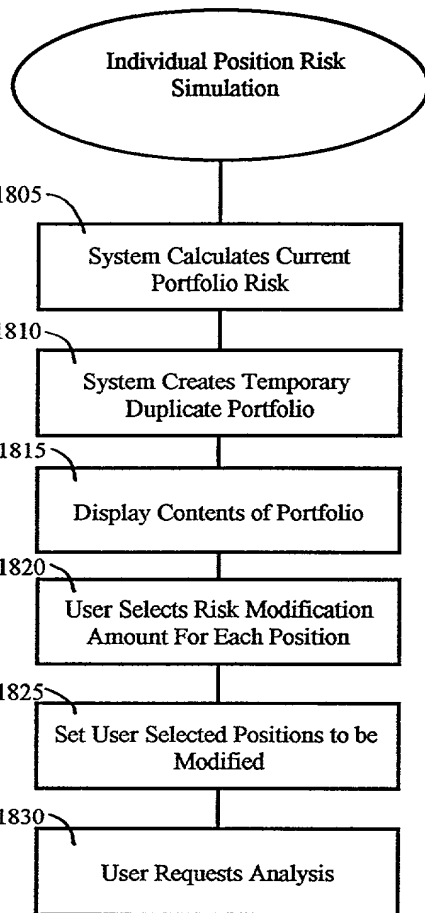 Individual Position Risk
Simulation
1805
System Calculates Current
Portfolio Risk
1810
System Creates Temporary
Duplicate Portfolio
1815
Display Contents of Portfolio
1820
User Selects Risk Modification
Amount For Each Position
1825
Set User Selected Positions to be
Modified
1830
User Requests Analysis